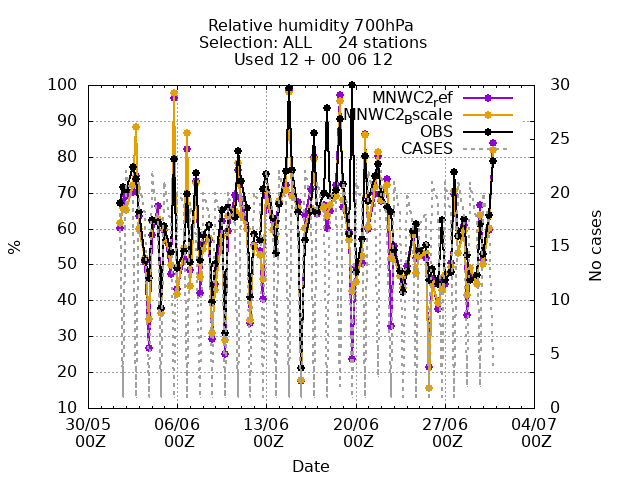 Relative humidity 700hPa
Selection: ALL     24 stations
Used 12 + 00 06 12
100
90
80
70
60
50
40
30
20
10
%
30
25
20
15
10
5
0
No cases
MNWC2ref
MNWC2Bscale
OBS
CASES
30/05 06/06 13/06 20/06 27/06 04/07
00Z 00Z 00Z 00Z 00Z 00Z
Date